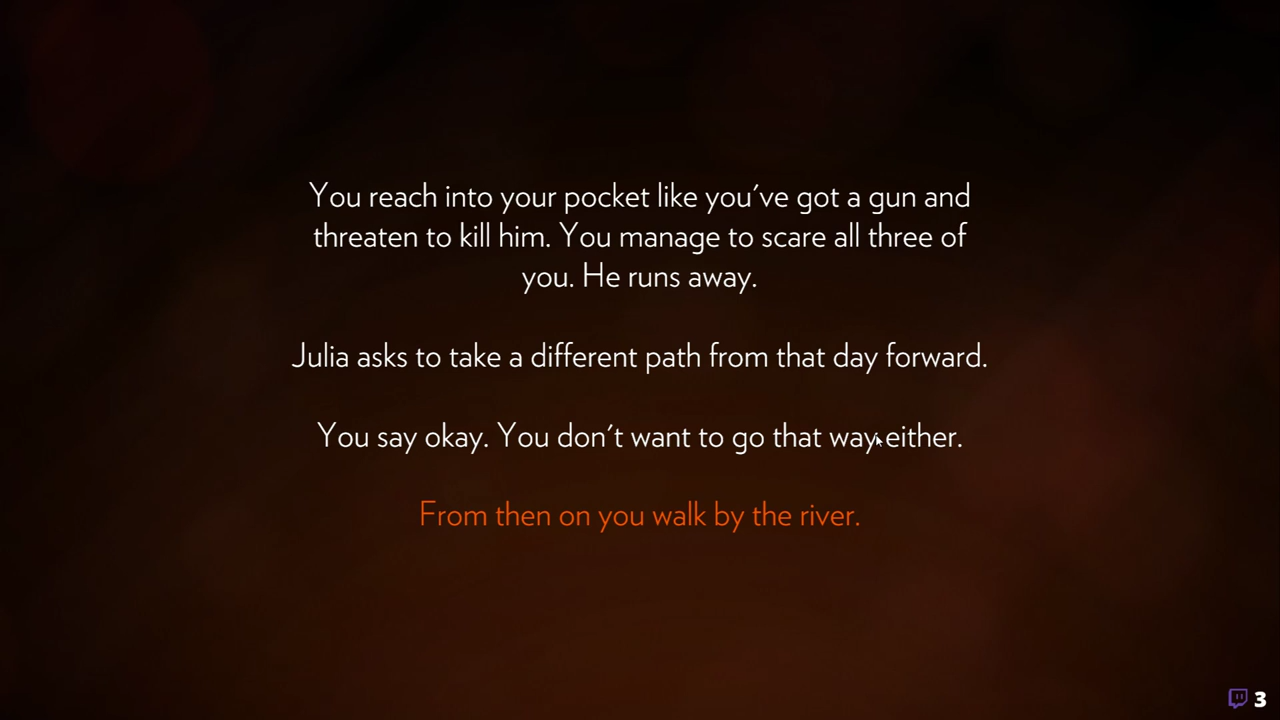 You reach into your pocket like you've got a gun and
threaten to kill him. You manage to scare all three of
you. He runs away.
Julia asks to take a different path from that day forward.
You say okay. You don't want to go that way either.
From then on you walk by the river.
3